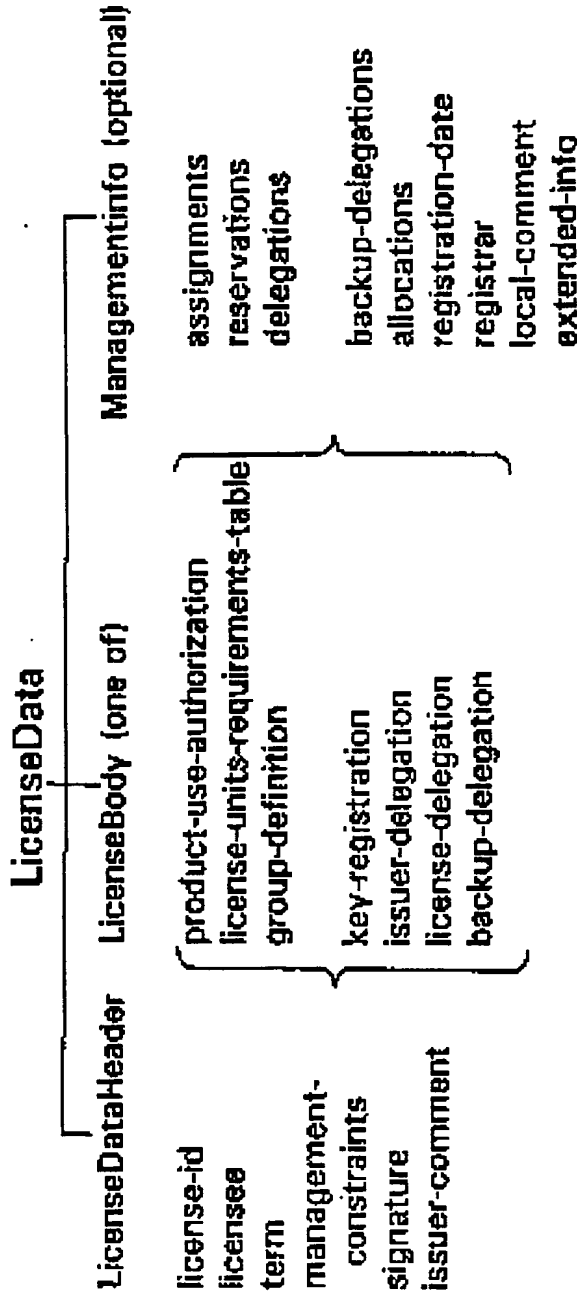 LicenseData
LicenseDataHeader
LicenseBody (one of)
Managementinfo (optional)
license-id
licensee
term
management-
constraints
signature
issuer-comment
product-use-authorization
license-units-requirements-table
group-definition
key-registration
issuer-delegation
license-delegation
backup-delegation
assignments
reservations
delegations
backup-delegations
allocations
registration-date
registrar
local-comment
extended-info